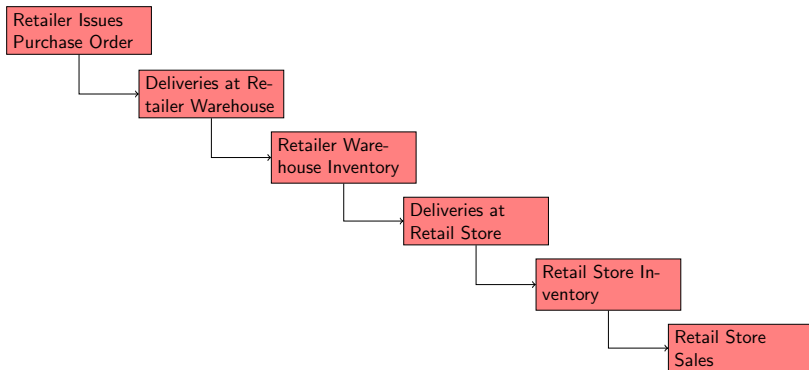 Retailer Issues
Purchase Order
Deliveries at Re-
tailer Warehouse
Retailer Ware-
house Inventory
Deliveries at
Retail Store
Retail Store In-
ventory
Retail Store
Sales